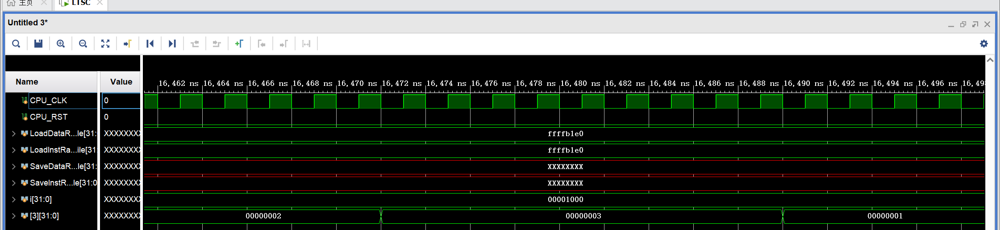 主页 LTSC
Untitled 3*
Name Value
16,462 ns 16,464 ns 16,466 ns 16,468 ns 16,470 ns 16,472 ns 16,474 ns 16,476 ns 16,478 ns 16,480 ns 16,482 ns 16,484 ns 16,486 ns 16,488 ns 16,490 ns 16,492 ns 16,494 ns 16,496 ns 16,498
CPU_CLK 0
CPU_RST 0
LoadDataR...le[31: XXXXXXXX ffffb1e0
LoadInstRa...ile[31: XXXXXXXX ffffb1e0
SaveDataR...le[31: XXXXXXXX XXXXXXXX
SaveInstR...le[31:0 XXXXXXXX XXXXXXXX
i[31:0] XXXXXXXX 00001000
[3][31:0] XXXXXXXX 00000002 00000003 00000001